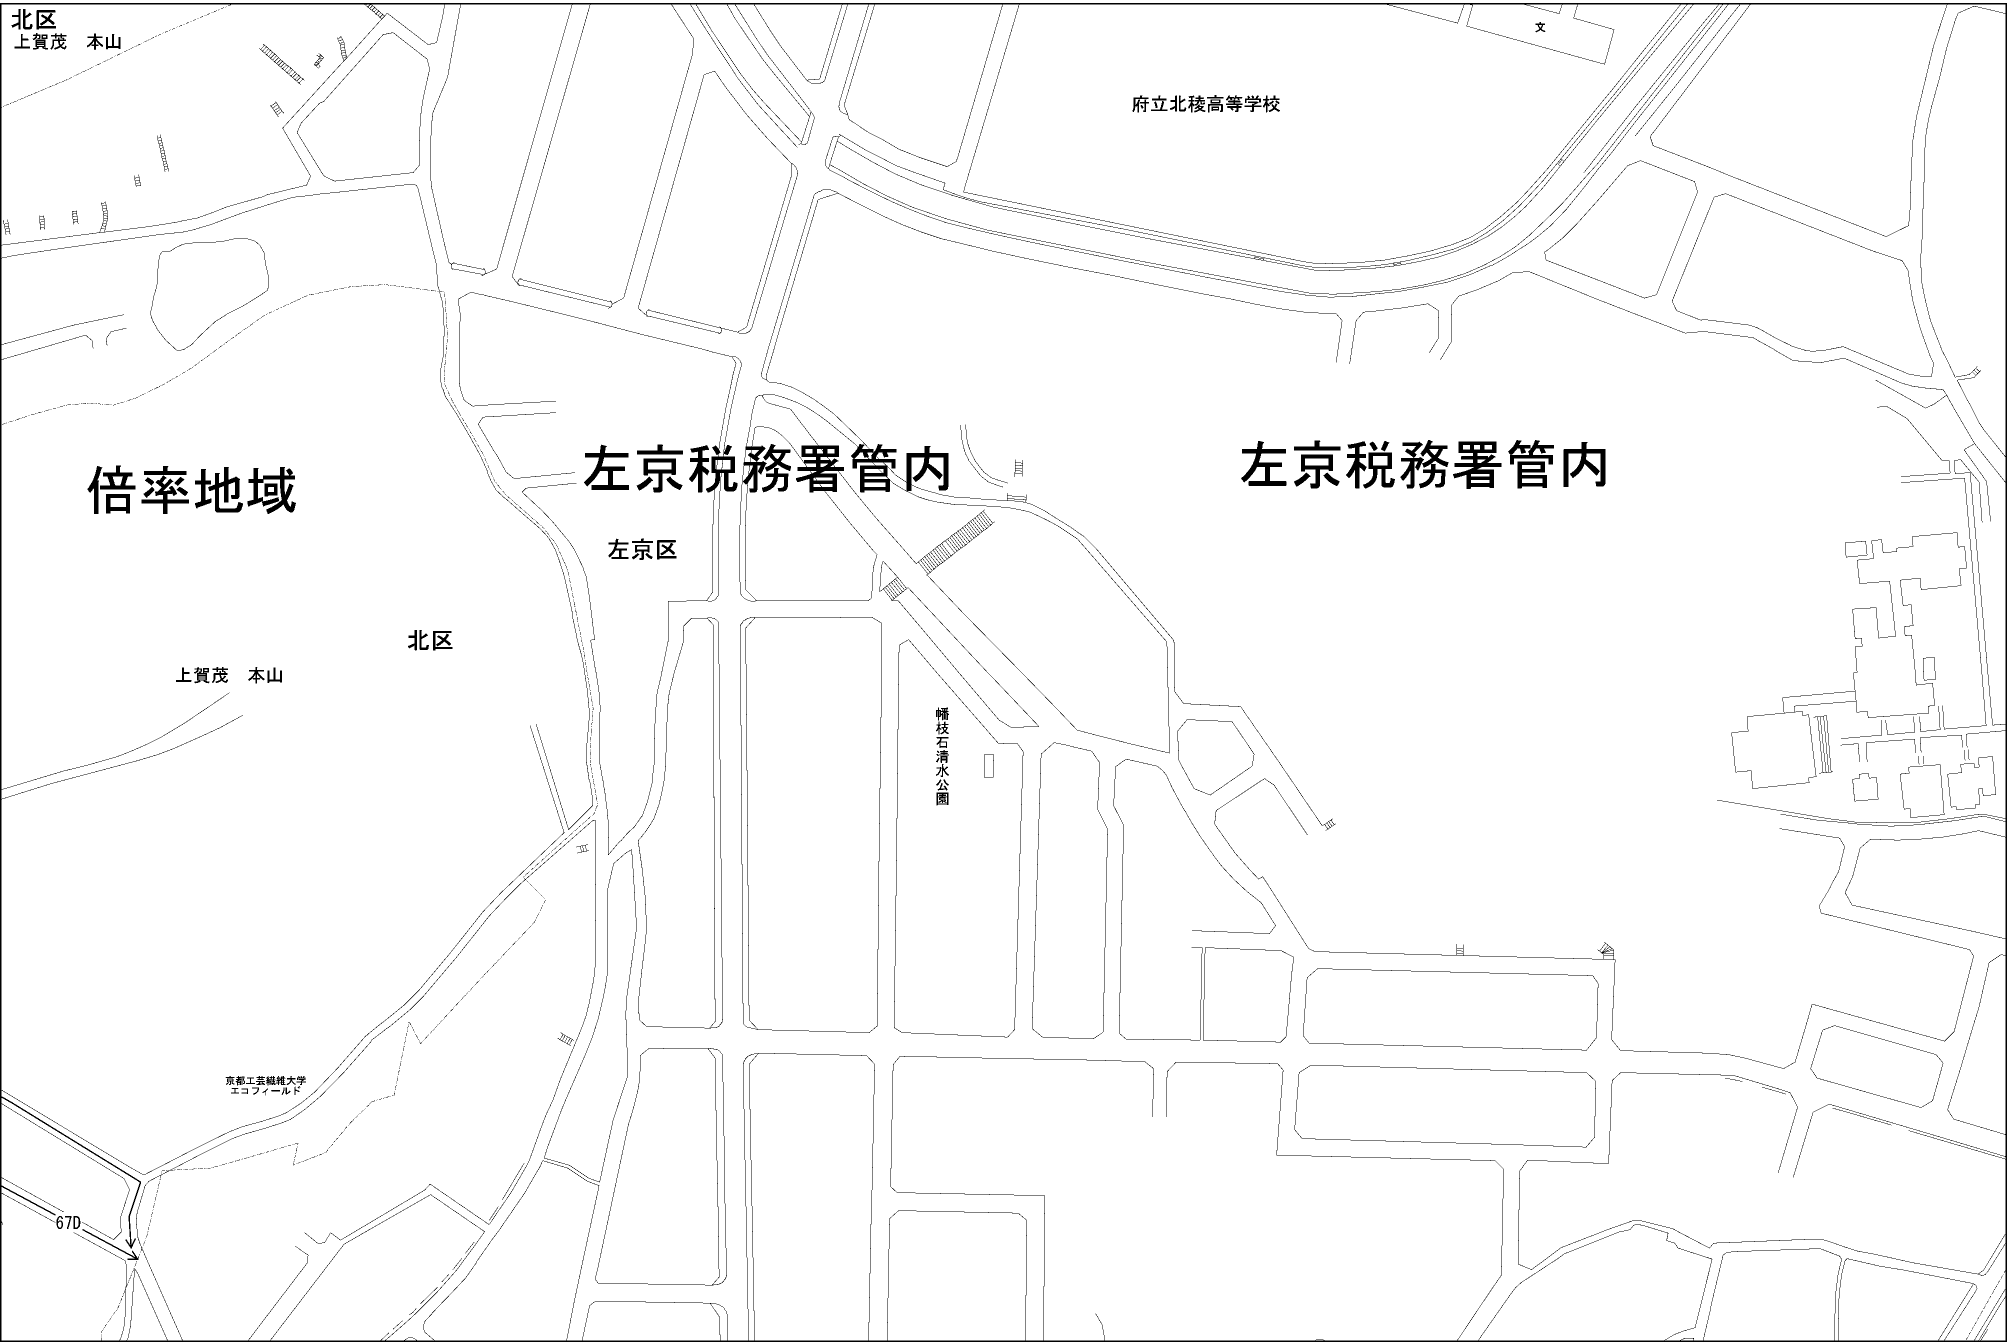 北区
上賀茂　本山
文
府立北稜高等学校
倍率地域
左京税務署管内
左京税務署管内
左京区
北区
上賀茂　本山
幡枝石清水公園
京都工芸繊維大学
エコフィールド
67D